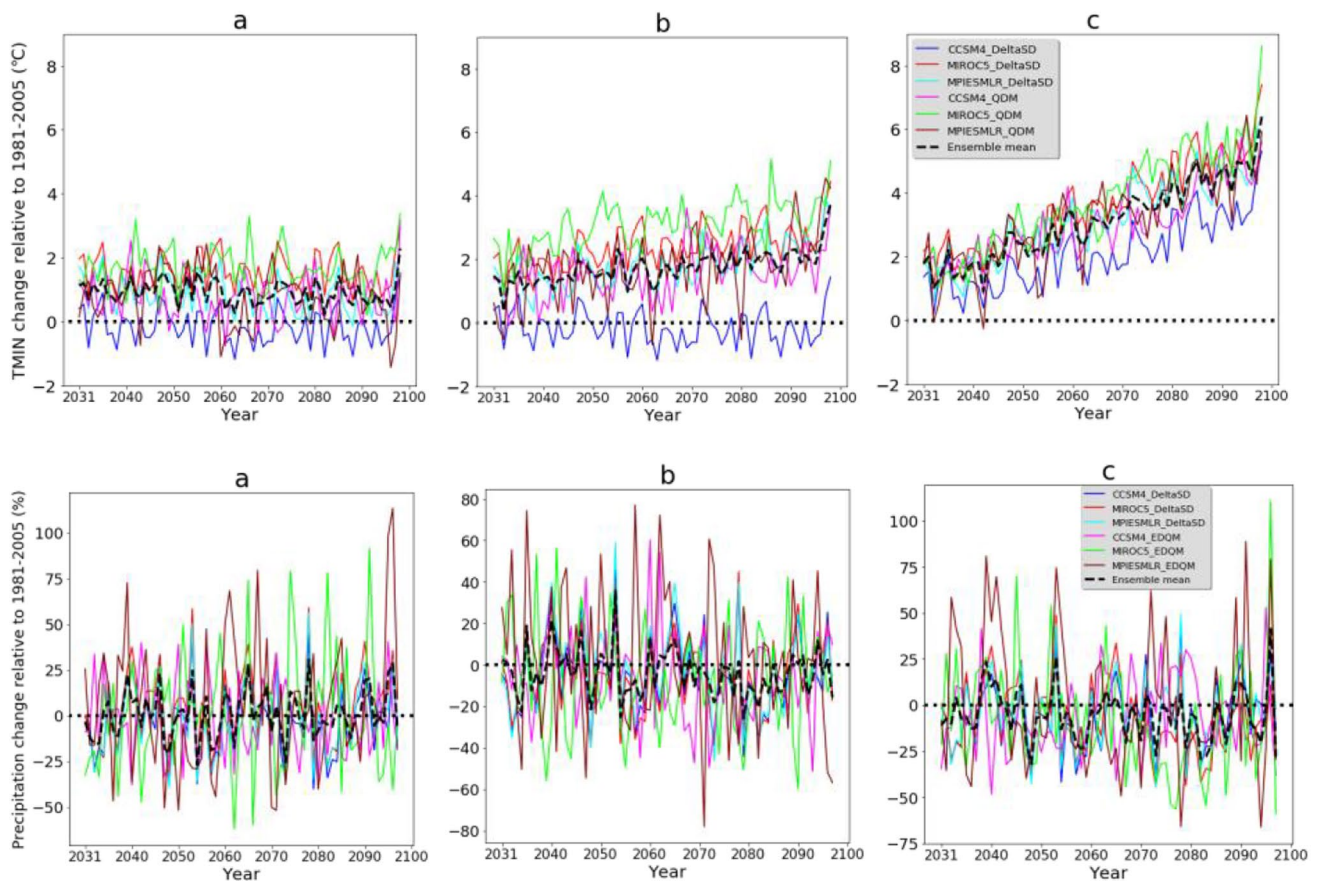 a
b
c
TMIN change relative to 1981-2005 (℃)
8
6
4
2
0
−2
2031 2040 2050 2060 2070 2080 2090 2100
Year
8
6
4
2
0
−2
2031 2040 2050 2060 2070 2080 2090 2100
Year
8
6
4
2
0
−2
2031 2040 2050 2060 2070 2080 2090 2100
Year
CCSM4_DeltaSD
MIROC5_DeltaSD
MPIESMLR_DeltaSD
CCSM4_QDM
MIROC5_QDM
MPIESMLR_QDM
Ensemble mean
a
b
c
Precipitation change relative to 1981-2005 (%)
100
75
50
25
0
−25
−50
2031 2040 2050 2060 2070 2080 2090 2100
Year
80
60
40
20
0
−20
−40
−60
−80
2031 2040 2050 2060 2070 2080 2090 2100
Year
100
75
50
25
0
−25
−50
−75
2031 2040 2050 2060 2070 2080 2090 2100
Year
CCSM4_DeltaSD
MIROC5_DeltaSD
MPIESMLR_DeltaSD
CCSM4_EDQM
MIROC5_EDQM
MPIESMLR_EDQM
Ensemble mean